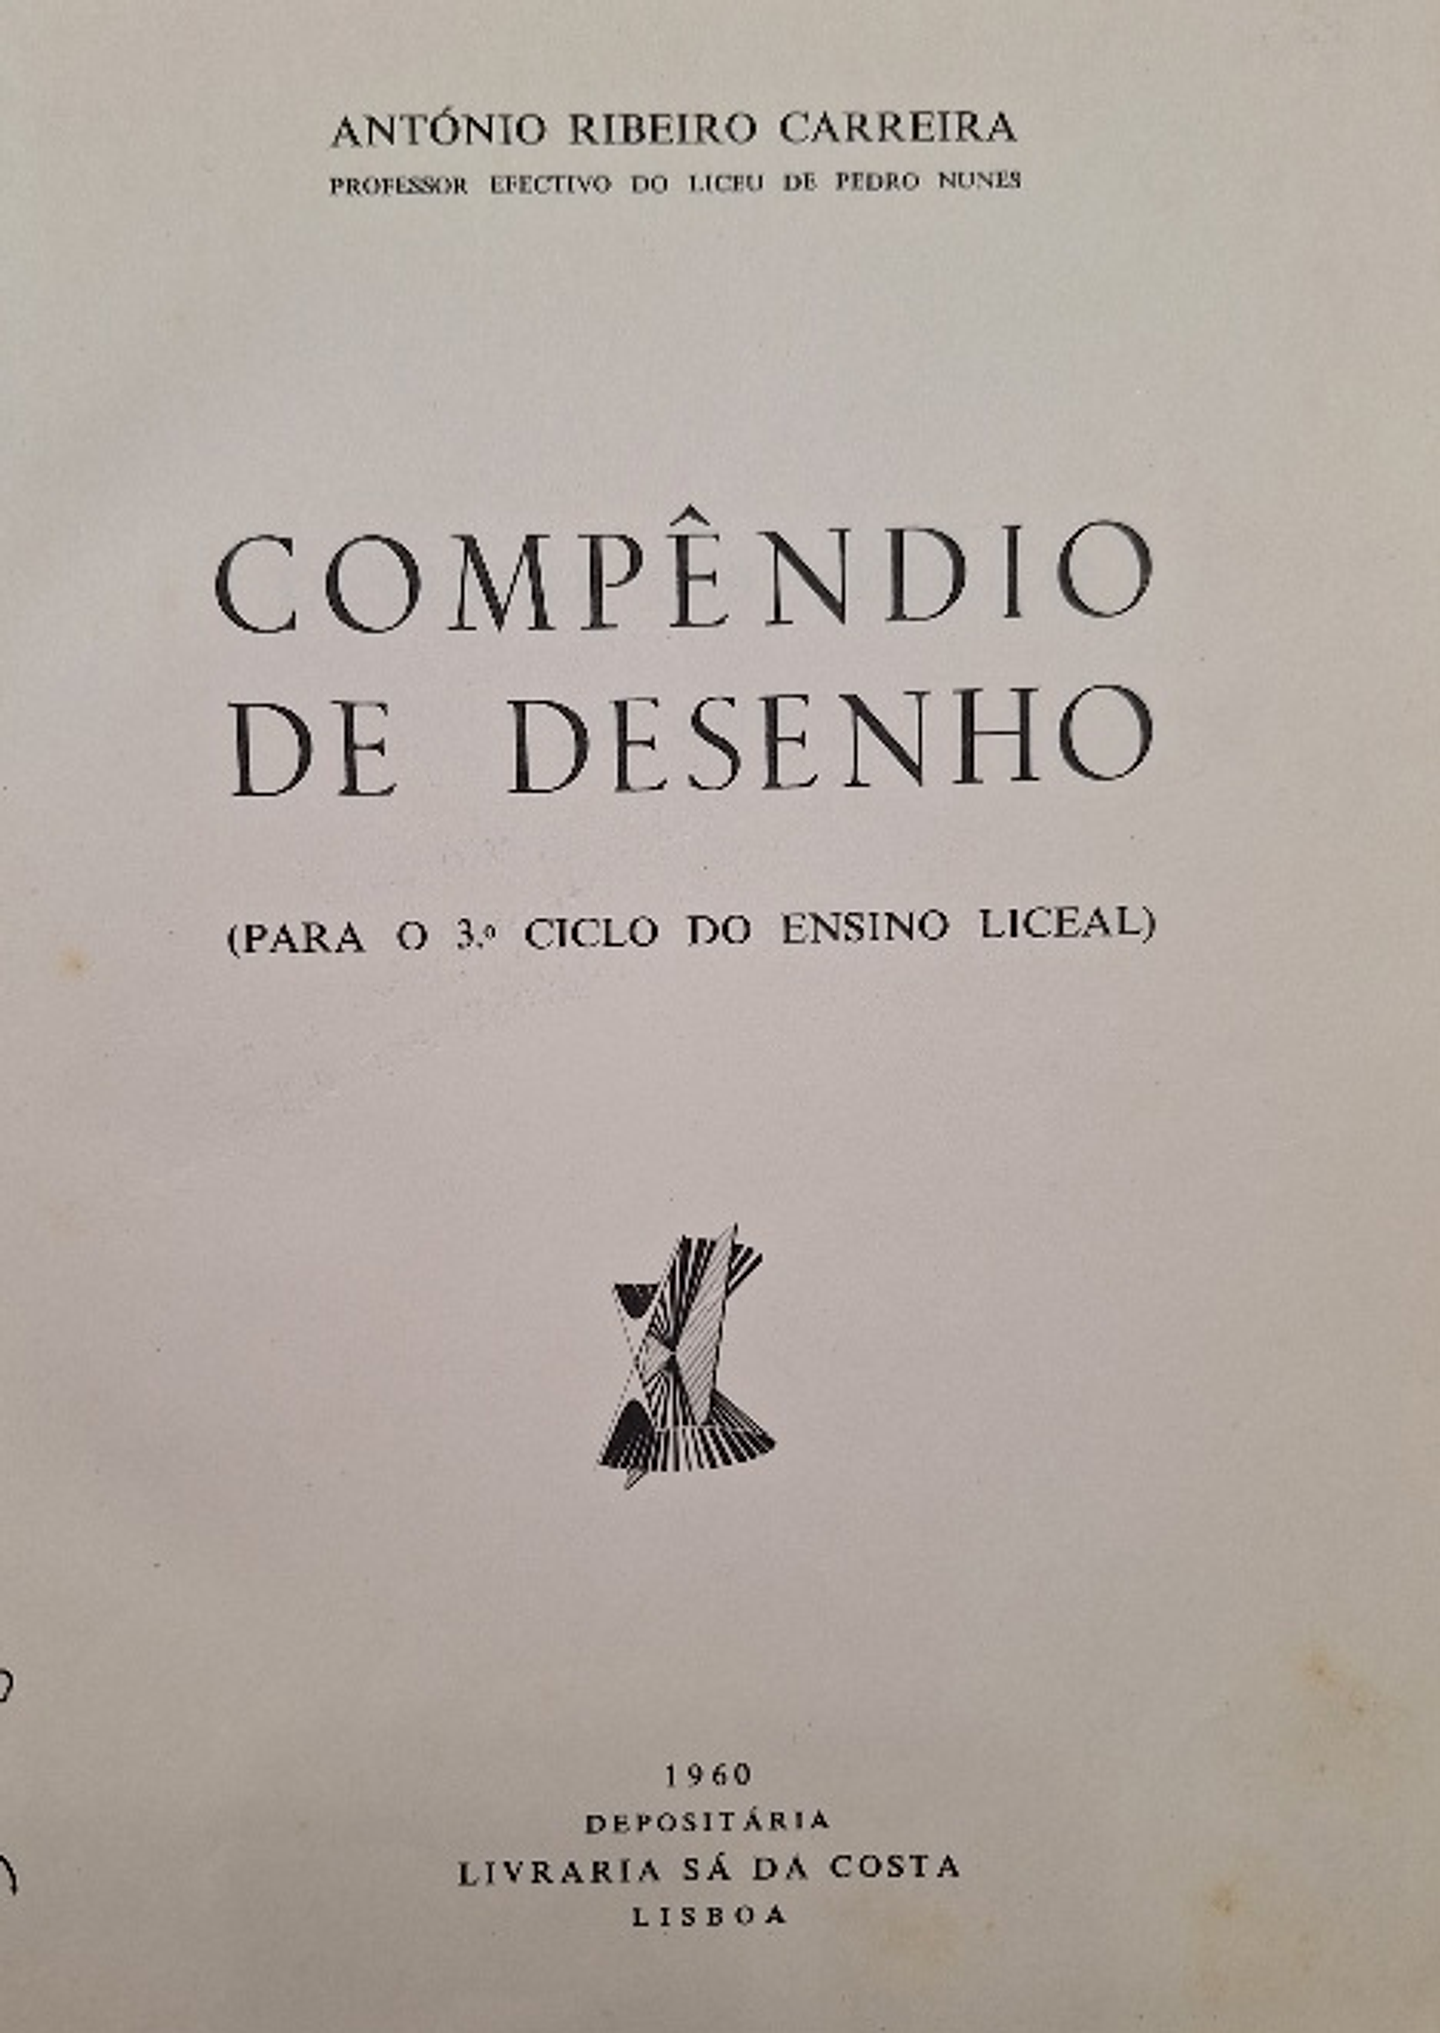 ANTÓNIO RIBEIRO CARREIRA
PROFESSOR EFECTIVO DO LICEU DE PEDRO NUNES
COMPÊNDIO
DE DESENHO
(PARA O 3.º CICLO DO ENSINO LICEAL)
1960
DEPOSITÁRIA
LIVRARIA SÁ DA COSTA
LISBOA